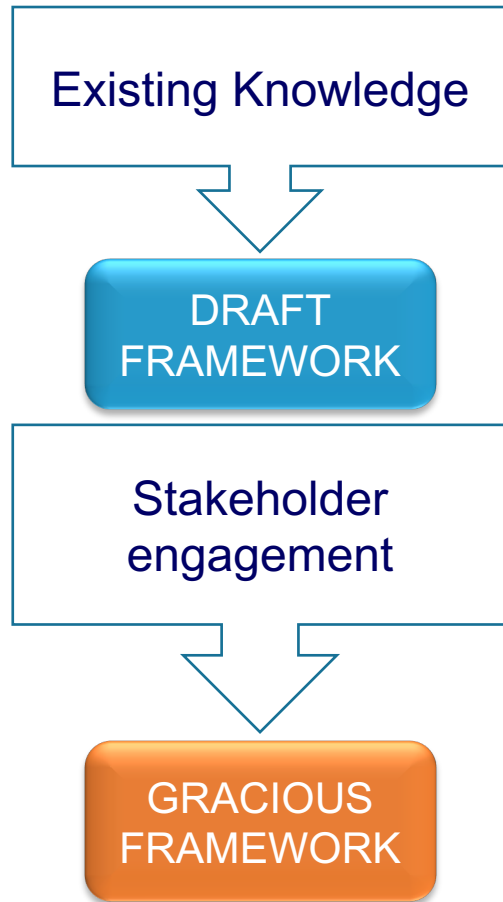 Existing Knowledge
DRAFT
FRAMEWORK
Stakeholder
engagement
GRACIOUS
FRAMEWORK